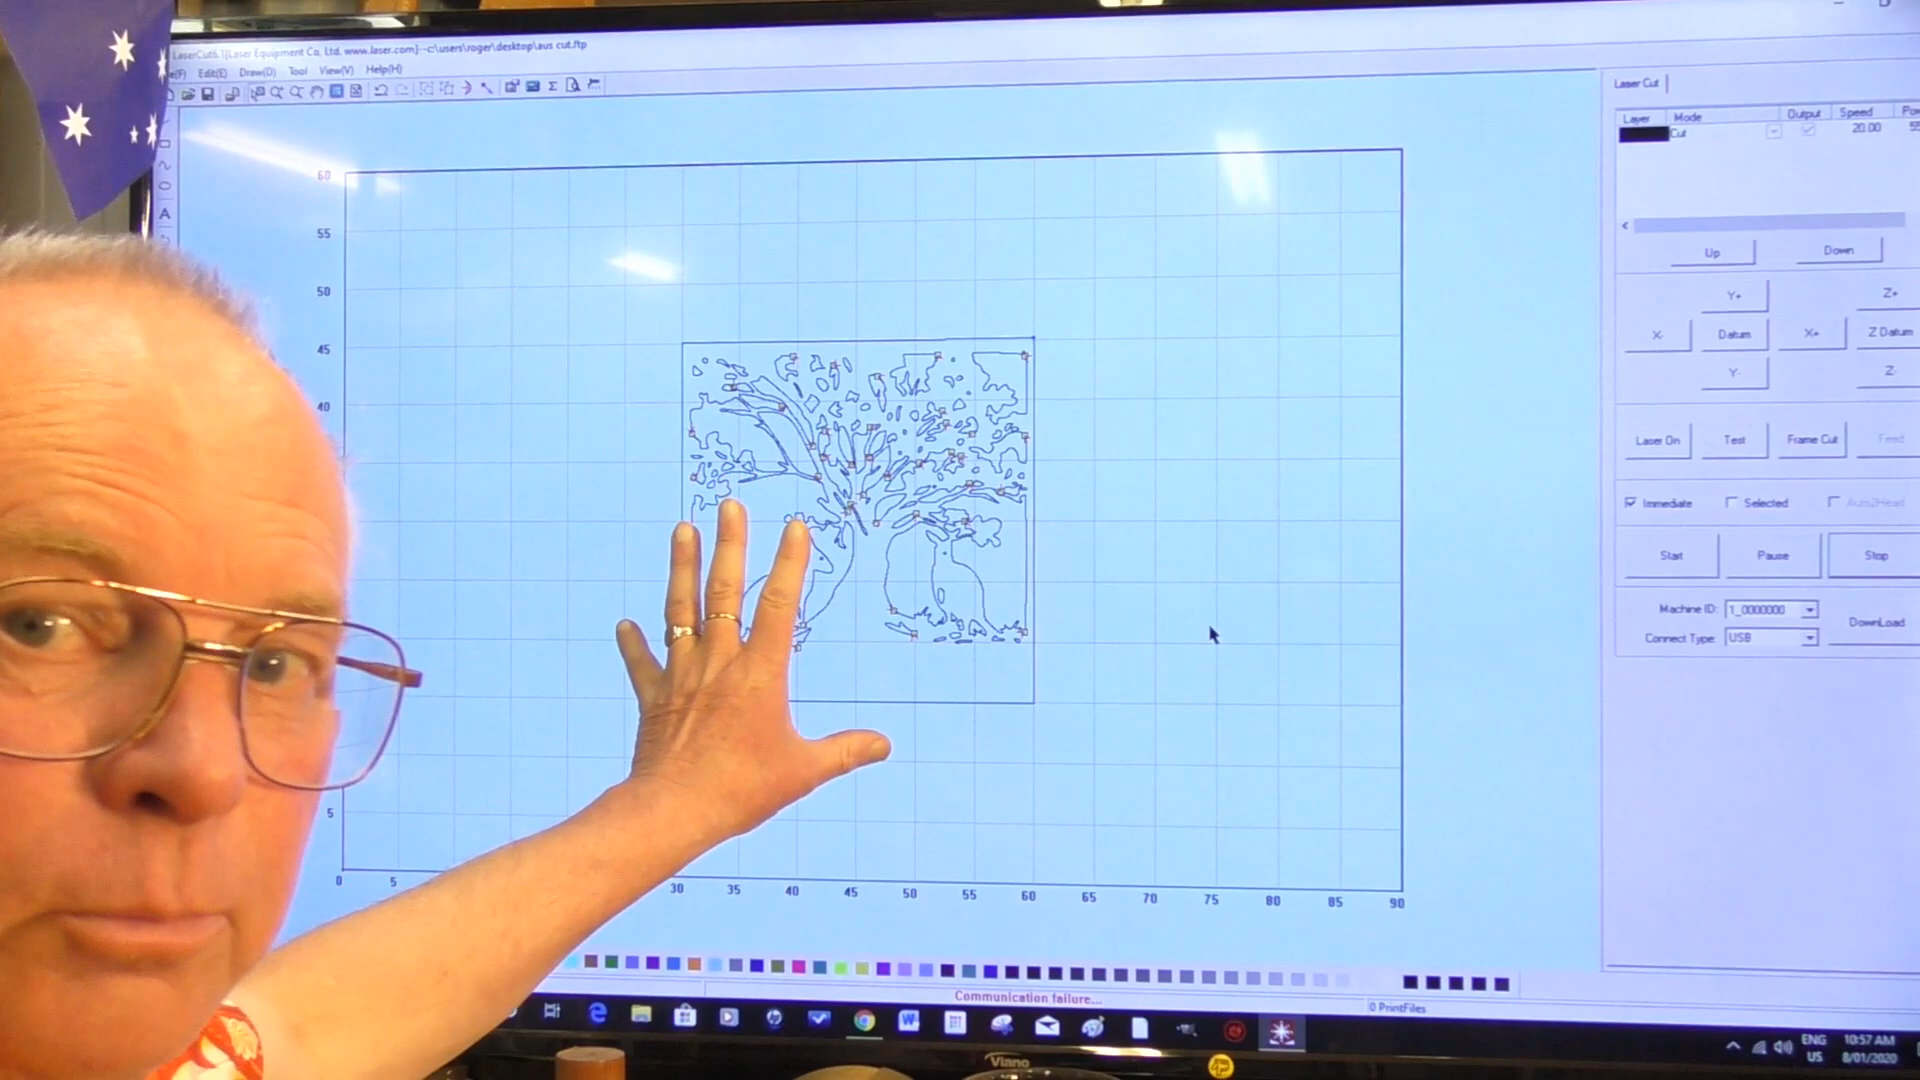 LaserCut6.1[Laser Equipment Co, Ltd. www.laser.com]--c:\users\roger\desktop\aus cut.ftp
Edit(E) Draw(D) Tool View(V) Help(H)
A
Laser Cut
Layer Mode Output Speed
Cut 20.00
Up Down
Y+ Z+
X- Datum X+ Z Datum
Y- Z-
Laser On Test Frame Cut Feed
Immediate Selected Auto2Head
Start Pause Stop
Machine ID: 1_0000000
Connect Type: USB
DownLoad
60
55
50
45
40
5
0 5 30 35 40 45 50 55 60 65 70 75 80 85 90
Communication failure...
0 PrintFiles
ENG
US
10:57 AM
8/01/2020
Viano